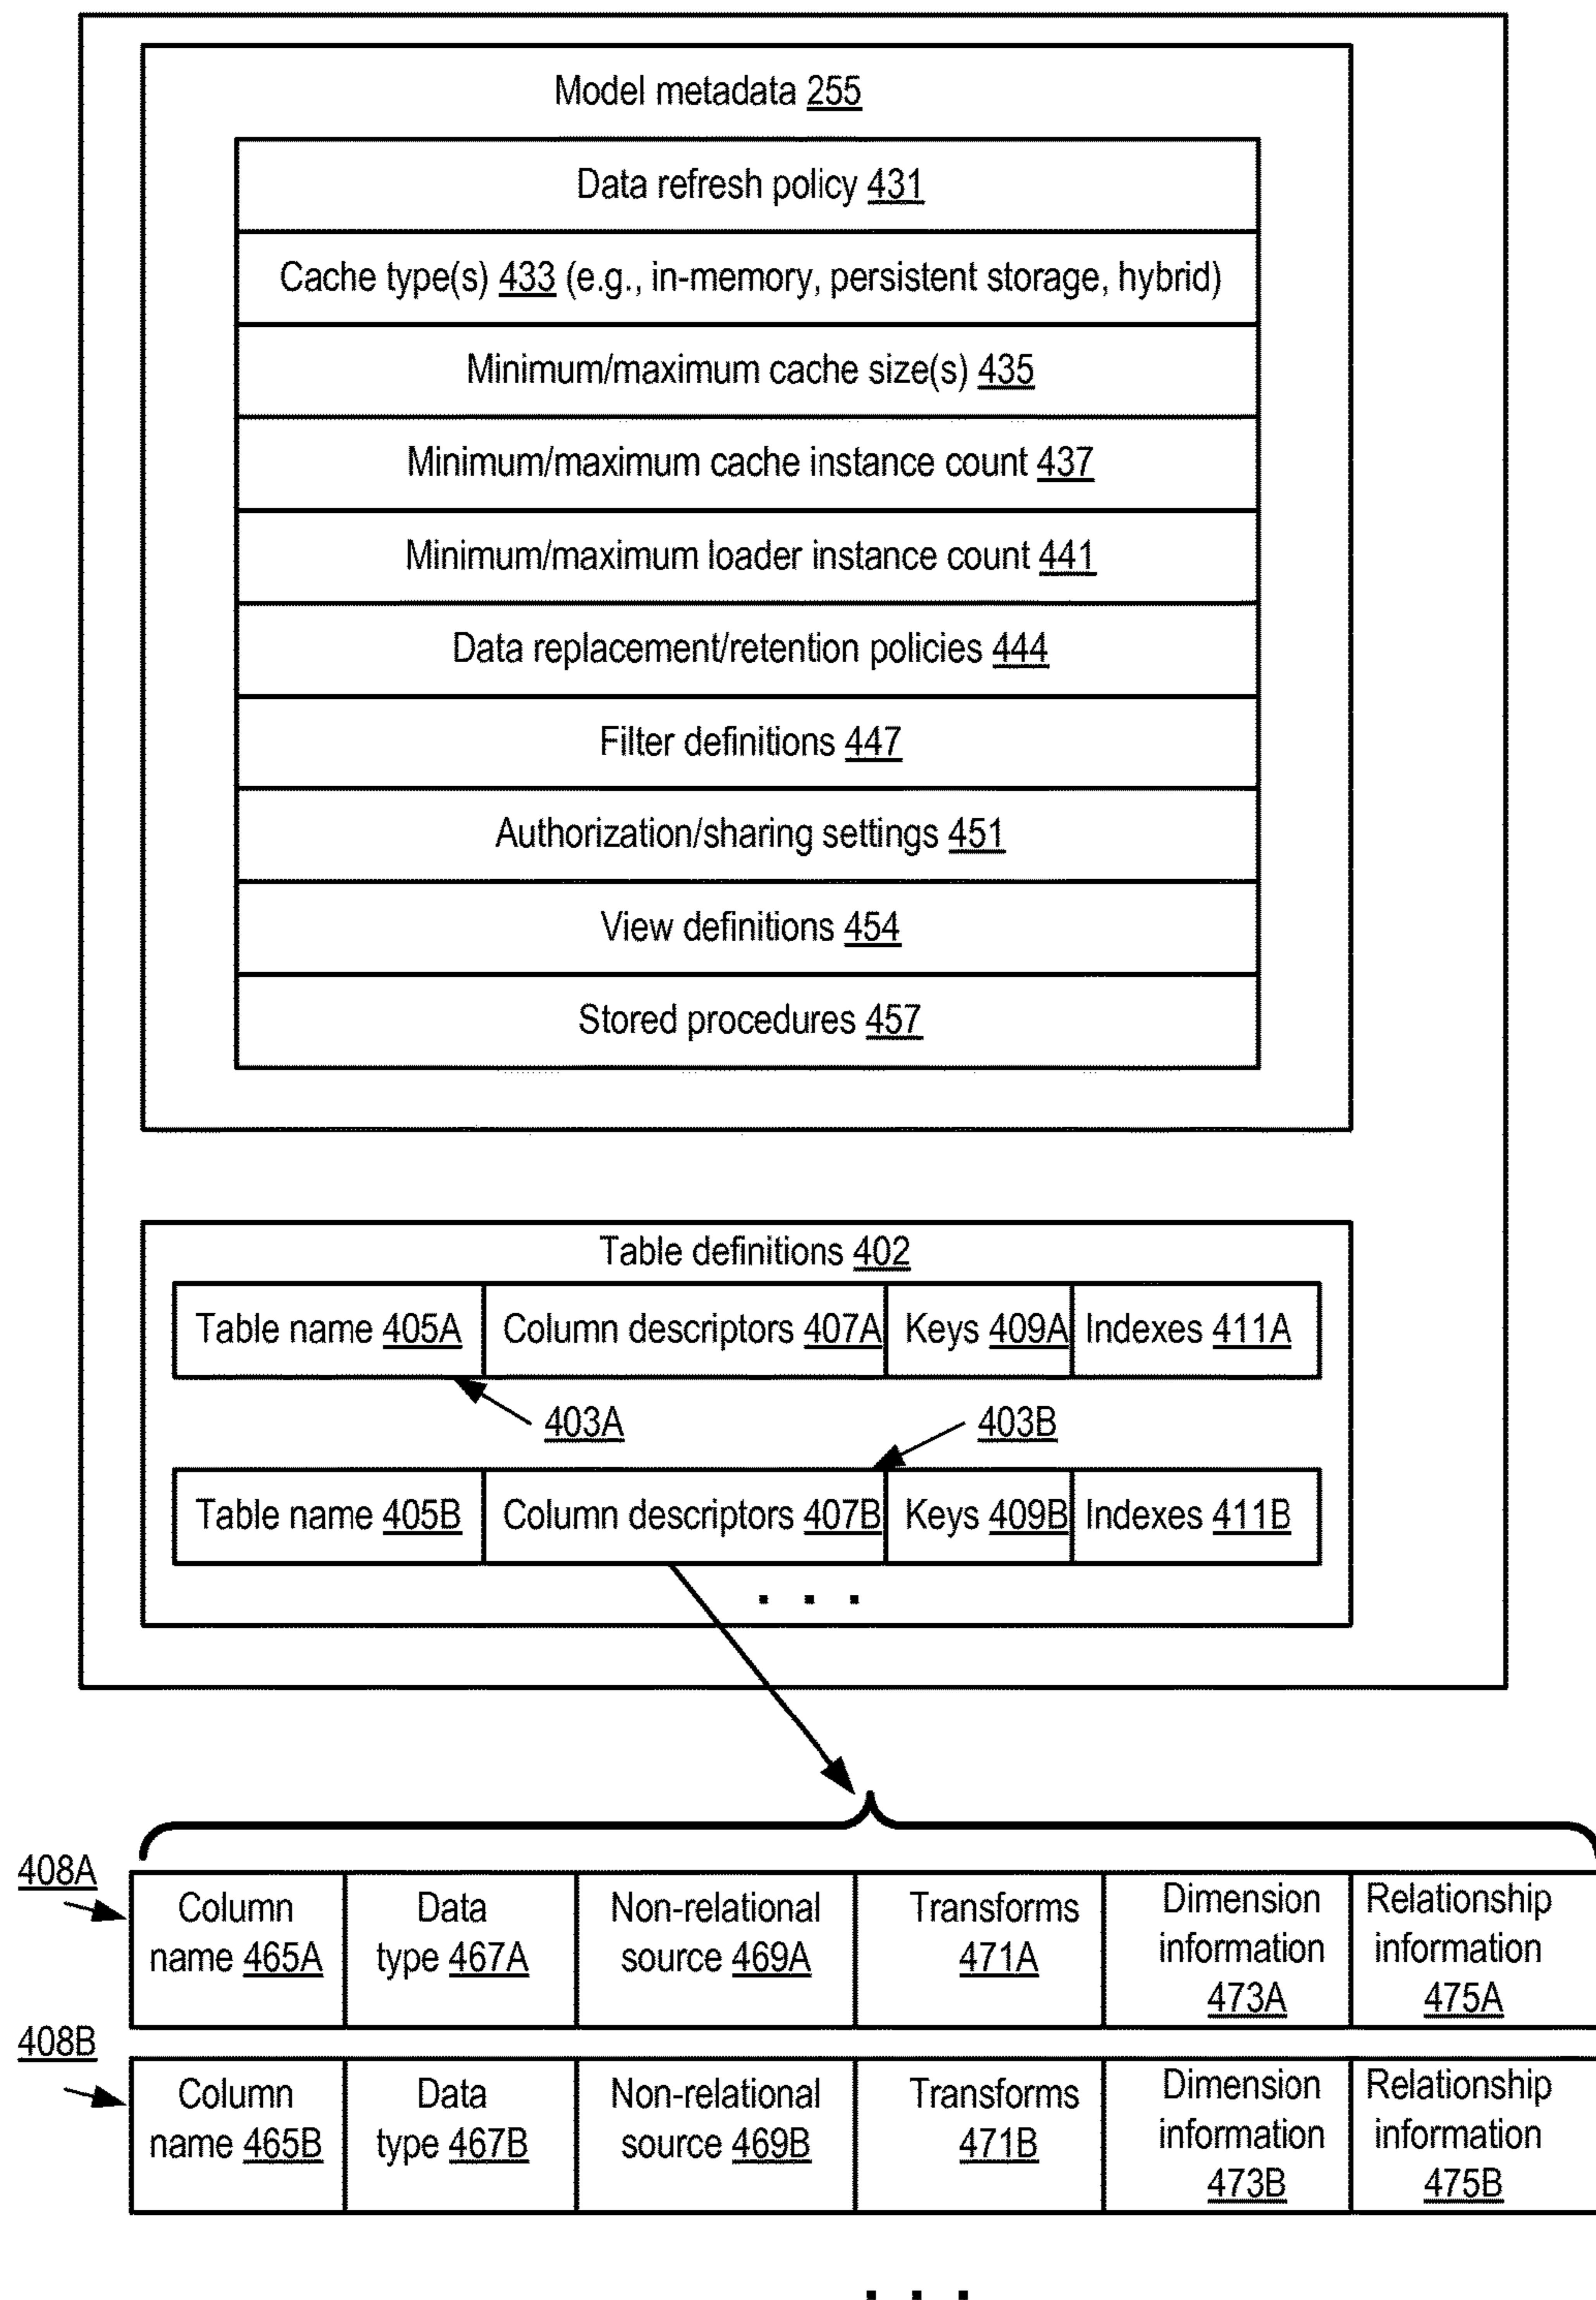 Model metadata 255
Data refresh policy 431
Cache type(s) 433 (e.g., in-memory, persistent storage, hybrid)
Minimum/maximum cache size(s) 435
Minimum/maximum cache instance count 437
Minimum/maximum loader instance count 441
Data replacement/retention policies 444
Filter definitions 447
Authorization/sharing settings 451
View definitions 454
Stored procedures 457
Table definitions 402
Table name 405A Column descriptors 407A Keys 409A Indexes 411A
403A 403B
Table name 405B Column descriptors 407B Keys 409B Indexes 411B
. . .
408A
Column
name 465A
Data
type 467A
Non-relational
source 469A
Transforms
471A
Dimension
information
473A
Relationship
information
475A
408B
Column
name 465B
Data
type 467B
Non-relational
source 469B
Transforms
471B
Dimension
information
473B
Relationship
information
475B
. . .